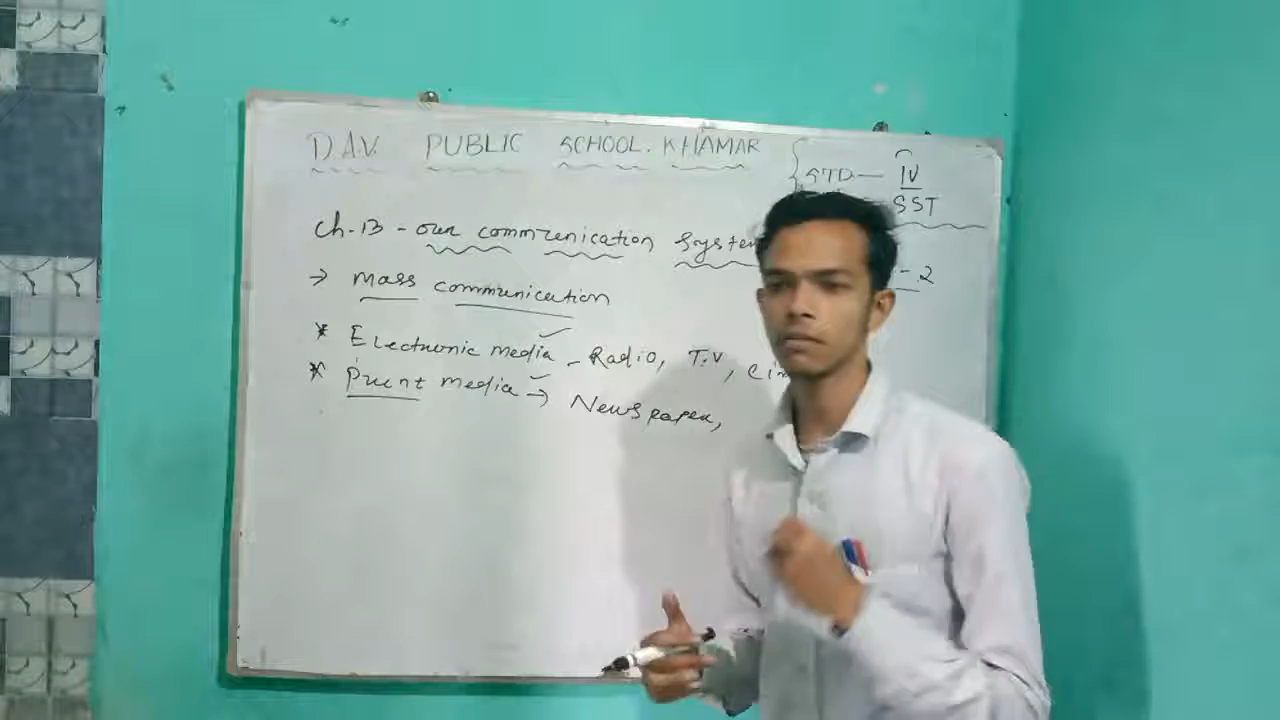 D.A.V. PUBLIC SCHOOL. KHAMAR
STD — IV
SST
Ch-13 - our communication System
- 2
→ Mass communication
* Electronic media - Radio, T.V,
* Print media → Newspaper,